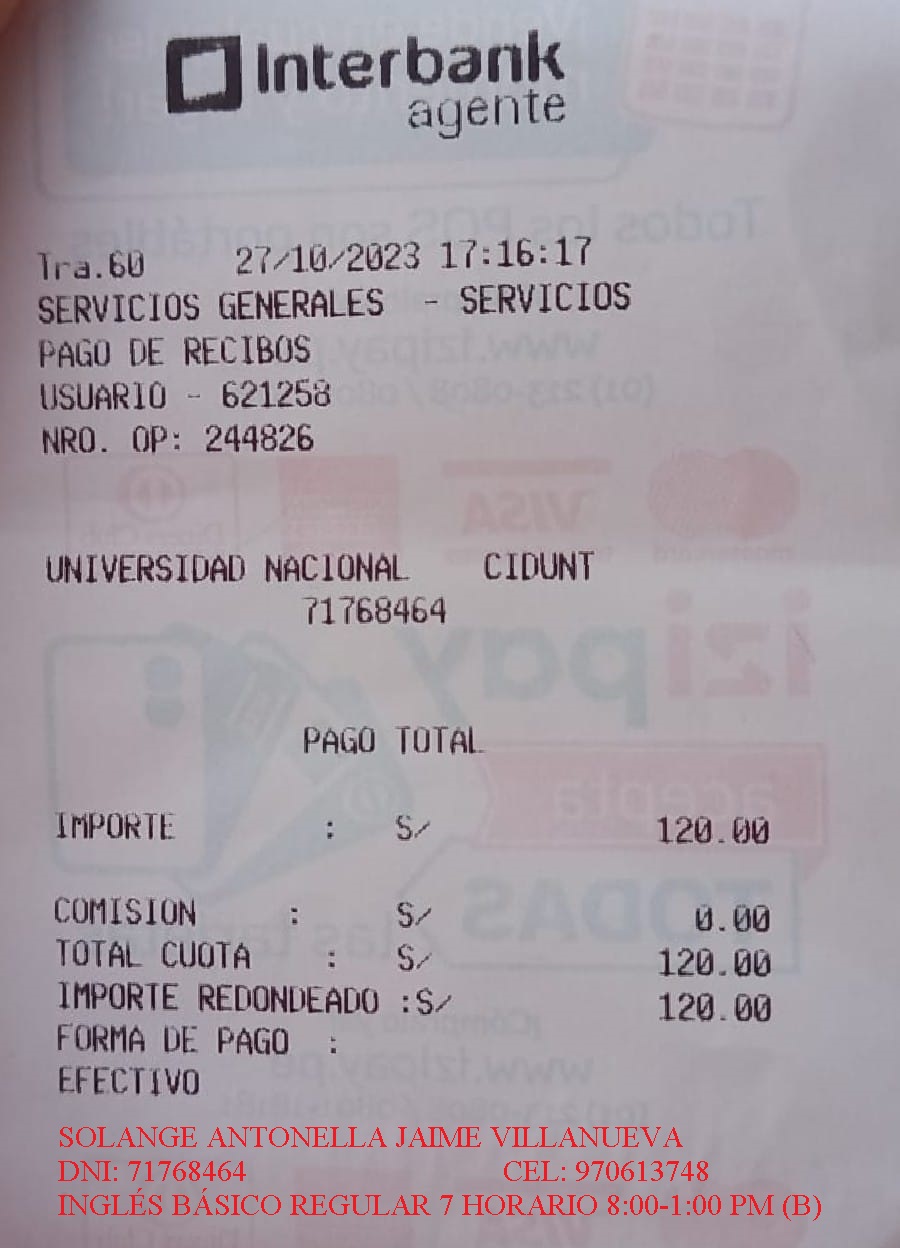 Interbank
agente
Tra.60 27/10/2023 17:16:17
SERVICIOS GENERALES - SERVICIOS
PAGO DE RECIBOS
USUARIO - 621258
NRO. OP: 244826
UNIVERSIDAD NACIONAL CIDUNT
71768464
PAGO TOTAL
IMPORTE : S/ 120.00
COMISION : S/ 0.00
TOTAL CUOTA : S/ 120.00
IMPORTE REDONDEADO :S/ 120.00
FORMA DE PAGO :
EFECTIVO
SOLANGE ANTONELLA JAIME VILLANUEVA
DNI: 71768464 CEL: 970613748
INGLÉS BÁSICO REGULAR 7 HORARIO 8:00-1:00 PM (B)